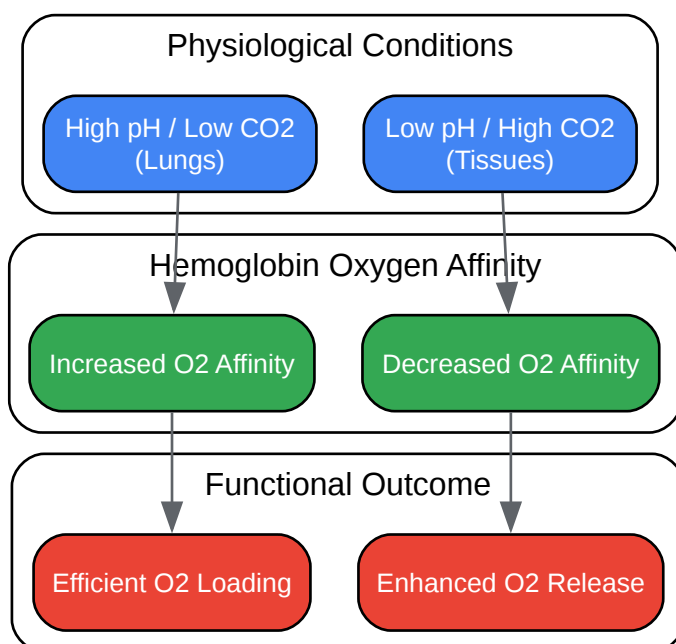 Physiological Conditions
High pH / Low CO2
(Lungs)
Low pH / High CO2
(Tissues)
Hemoglobin Oxygen Affinity
Increased O2 Affinity
Decreased O2 Affinity
Functional Outcome
Efficient O2 Loading
Enhanced O2 Release